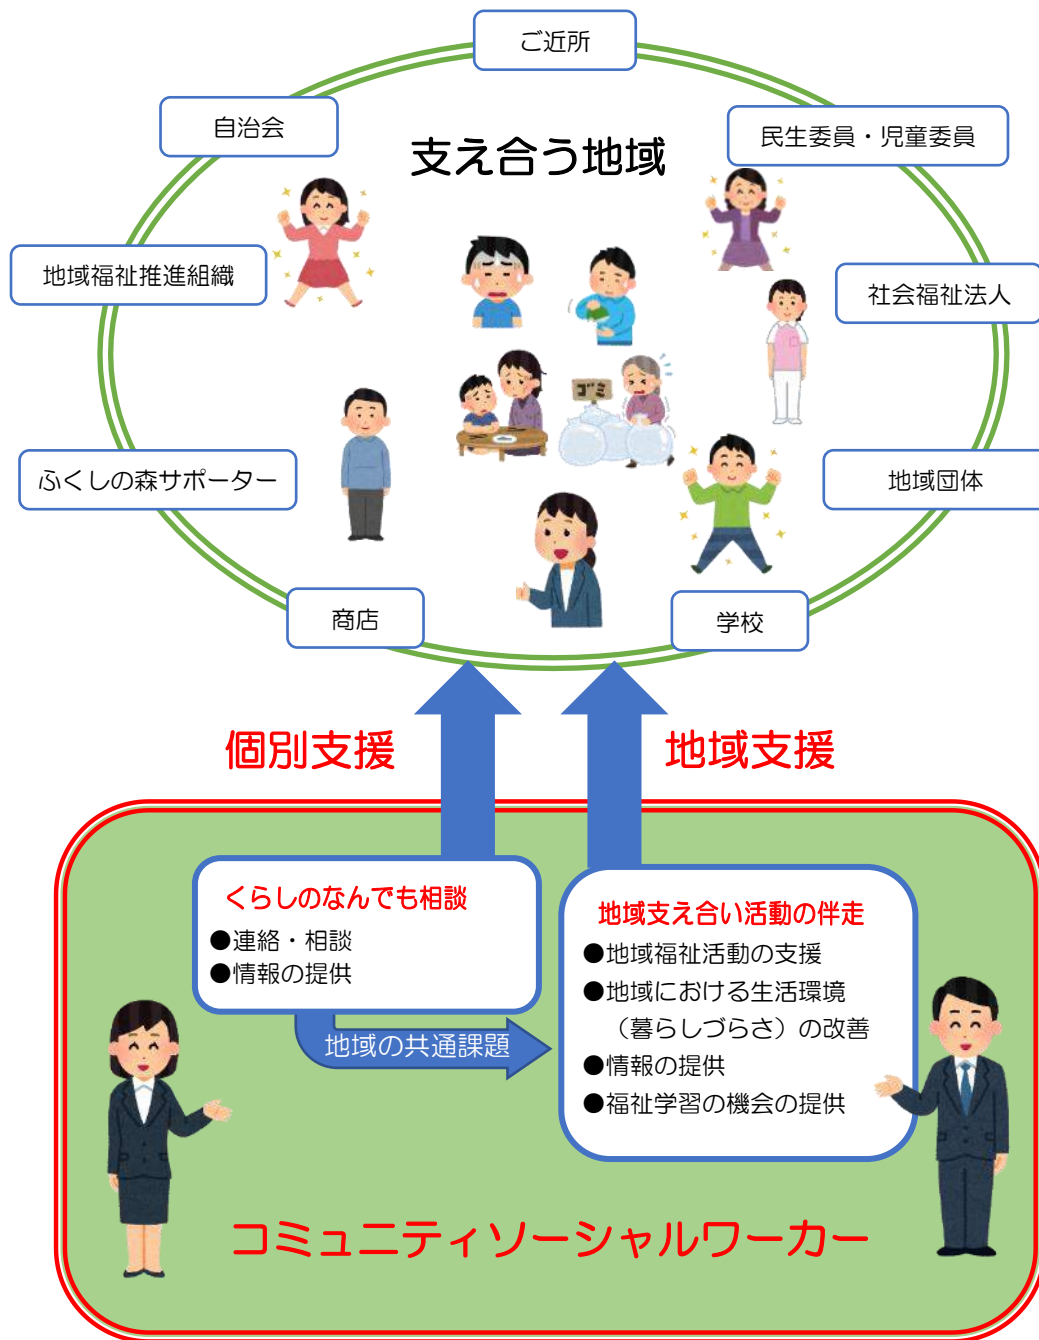 ご近所
自治会
民生委員・児童委員
支え合う地域
地域福祉推進組織
社会福祉法人
ゴミ
ふくしの森サポーター
地域団体
商店
学校
個別支援
地域支援
くらしのなんでも相談
●連絡・相談
●情報の提供
地域の共通課題
地域支え合い活動の伴走
●地域福祉活動の支援
●地域における生活環境
（暮らしづらさ）の改善
●情報の提供
●福祉学習の機会の提供
コミュニティソーシャルワーカー